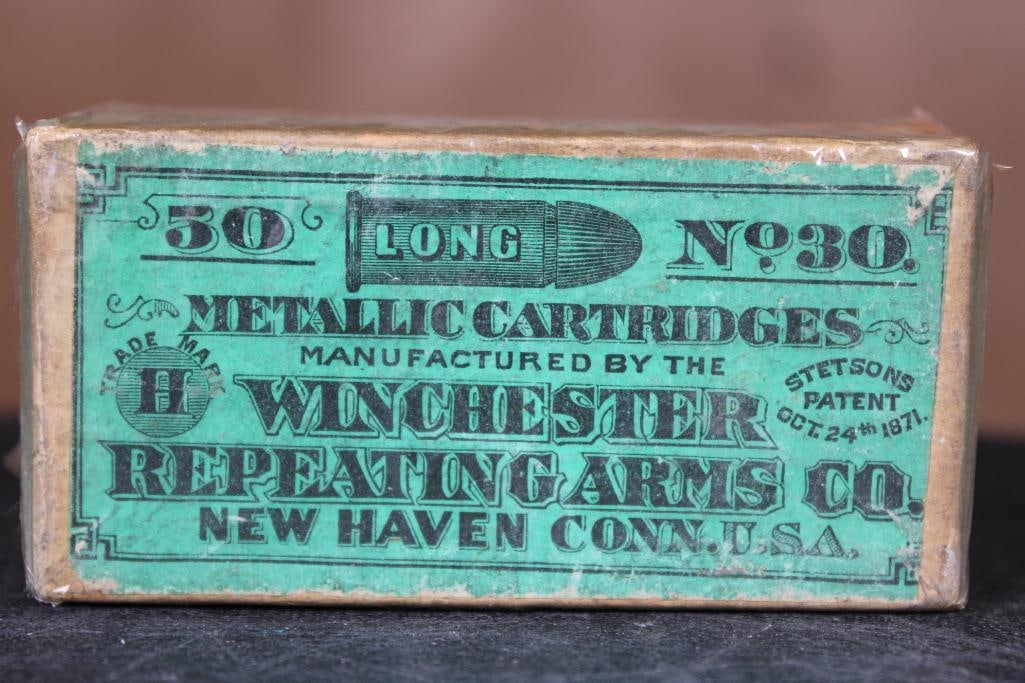 50 LONG No 30.
METALLIC CARTRIDGES
MANUFACTURED BY THE
TRADE MARK
H
WINCHESTER
STETSONS
PATENT
OCT. 24th 1871.
REPEATING ARMS CO.
NEW HAVEN CONN. U.S.A.